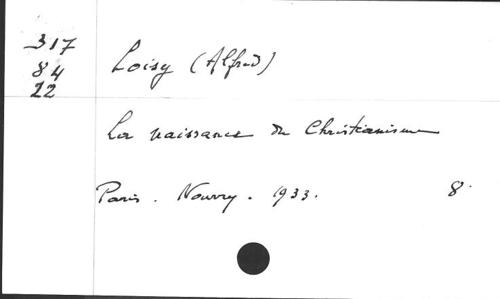 317
84
22
Loisy (Alfred)
La naissance du Christianisme
Paris. Nourry. 1933. 8°